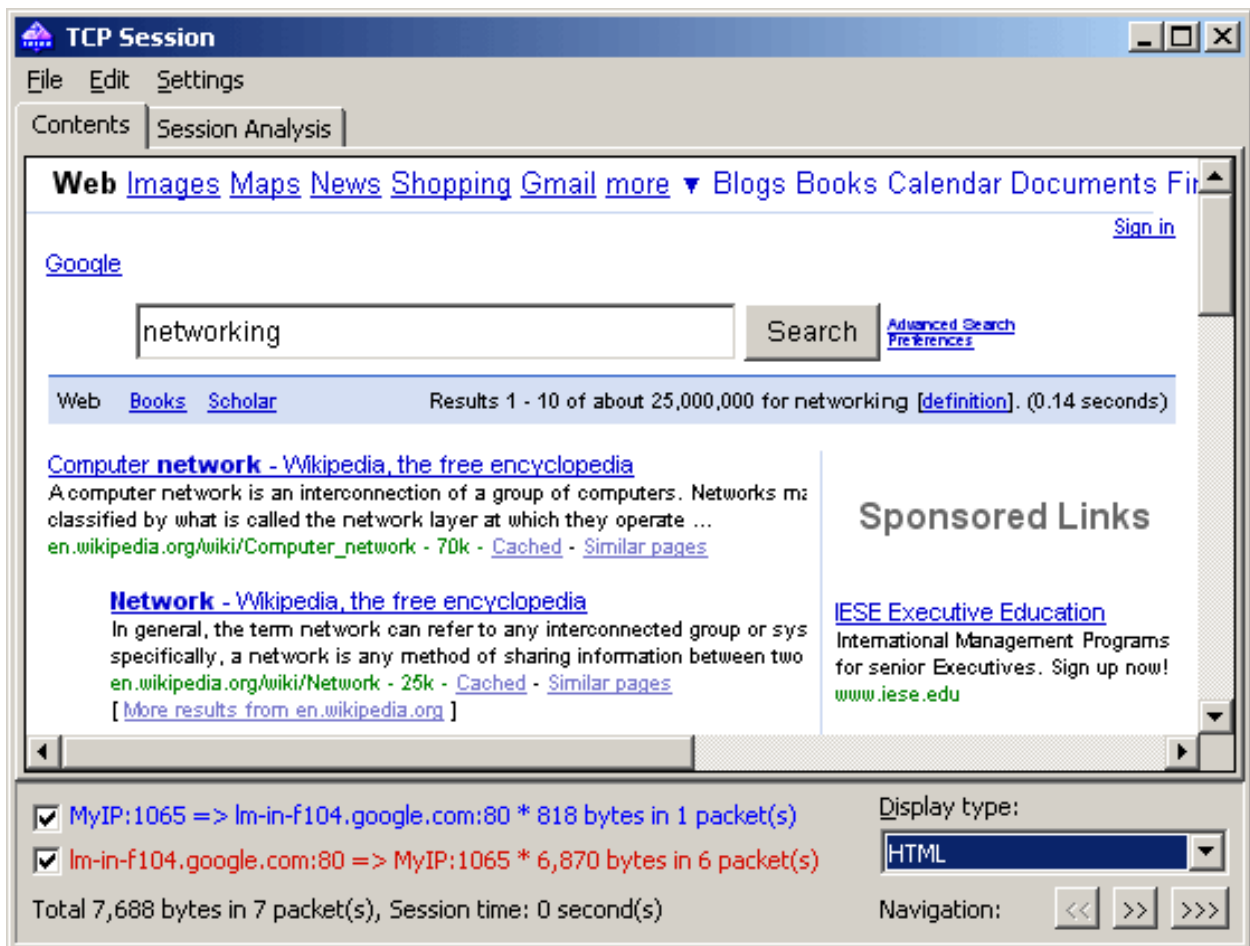 TCP Session
File Edit Settings
Contents Session Analysis
Web Images Maps News Shopping Gmail more ▼ Blogs Books Calendar Documents Fir
Sign in
Google
networking Search Advanced Search
Preferences
Web Books Scholar Results 1 - 10 of about 25,000,000 for networking [definition]. (0.14 seconds)
Computer network - Wikipedia, the free encyclopedia
A computer network is an interconnection of a group of computers. Networks ma
classified by what is called the network layer at which they operate ...
en.wikipedia.org/wiki/Computer_network - 70k - Cached - Similar pages
Network - Wikipedia, the free encyclopedia
In general, the term network can refer to any interconnected group or sys
specifically, a network is any method of sharing information between two
en.wikipedia.org/wiki/Network - 25k - Cached - Similar pages
[ More results from en.wikipedia.org ]
Sponsored Links
IESE Executive Education
International Management Programs
for senior Executives. Sign up now!
www.iese.edu
MyIP:1065 => lm-in-f104.google.com:80 * 818 bytes in 1 packet(s)
lm-in-f104.google.com:80 => MyIP:1065 * 6,870 bytes in 6 packet(s)
Total 7,688 bytes in 7 packet(s), Session time: 0 second(s)
Display type:
HTML
Navigation: << >> >>>